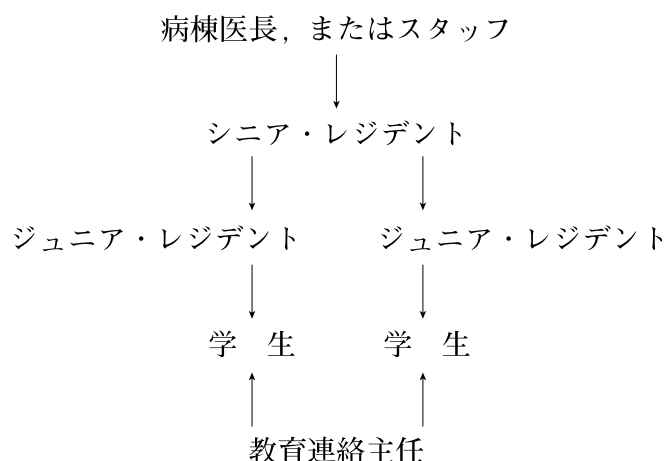 病棟医長，またはスタッフ
シニア・レジデント
ジュニア・レジデント　ジュニア・レジデント
学　生　学　生
教育連絡主任